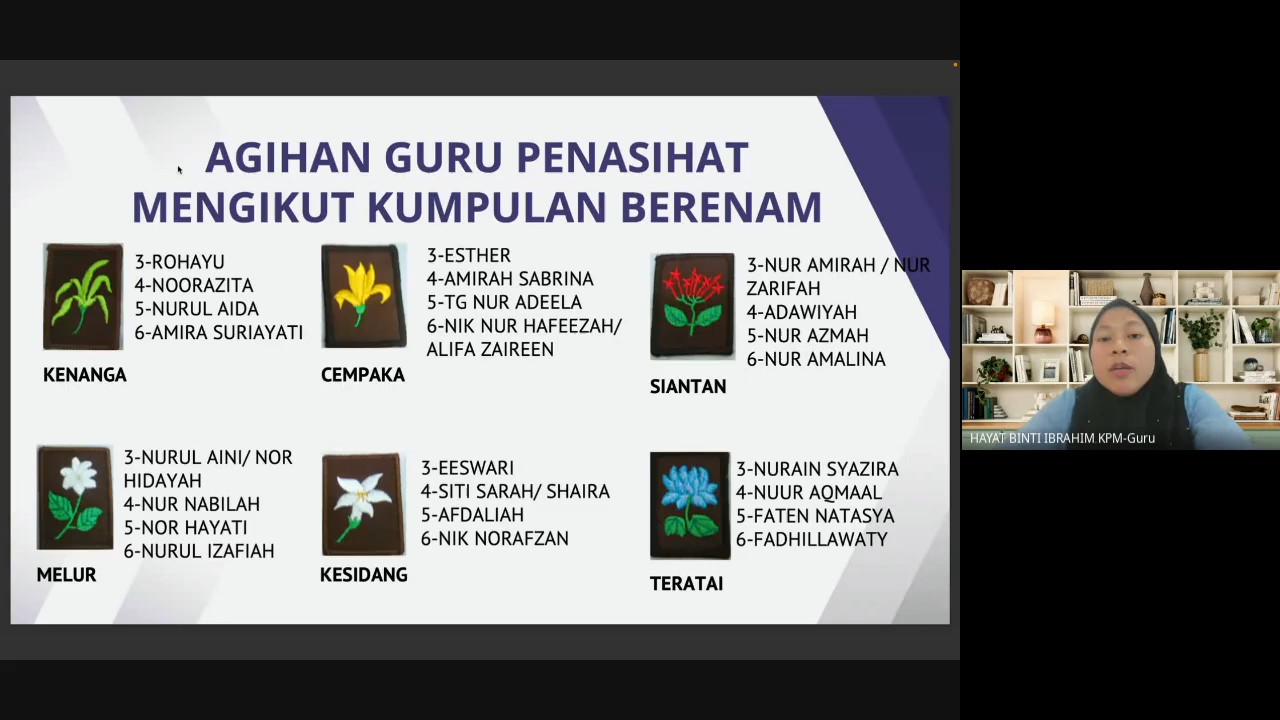 AGIHAN GURU PENASIHAT
MENGIKUT KUMPULAN BERENAM
3-ROHAYU
4-NOORAZITA
5-NURUL AIDA
6-AMIRA SURIAYATI
KENANGA
3-ESTHER
4-AMIRAH SABRINA
5-TG NUR ADEELA
6-NIK NUR HAFEEZAH/
ALIFA ZAIREEN
CEMPAKA
3-NUR AMIRAH / NUR
ZARIFAH
4-ADAWIYAH
5-NUR AZMAH
6-NUR AMALINA
SIANTAN
3-NURUL AINI/ NOR
HIDAYAH
4-NUR NABILAH
5-NOR HAYATI
6-NURUL IZAFIAH
MELUR
3-EESWARI
4-SITI SARAH/ SHAIRA
5-AFDALIAH
6-NIK NORAFZAN
KESIDANG
3-NURAIN SYAZIRA
4-NUUR AQMAAL
5-FATEN NATASYA
6-FADHILLAWATY
TERATAI
HAYAT BINTI IBRAHIM KPM-Guru